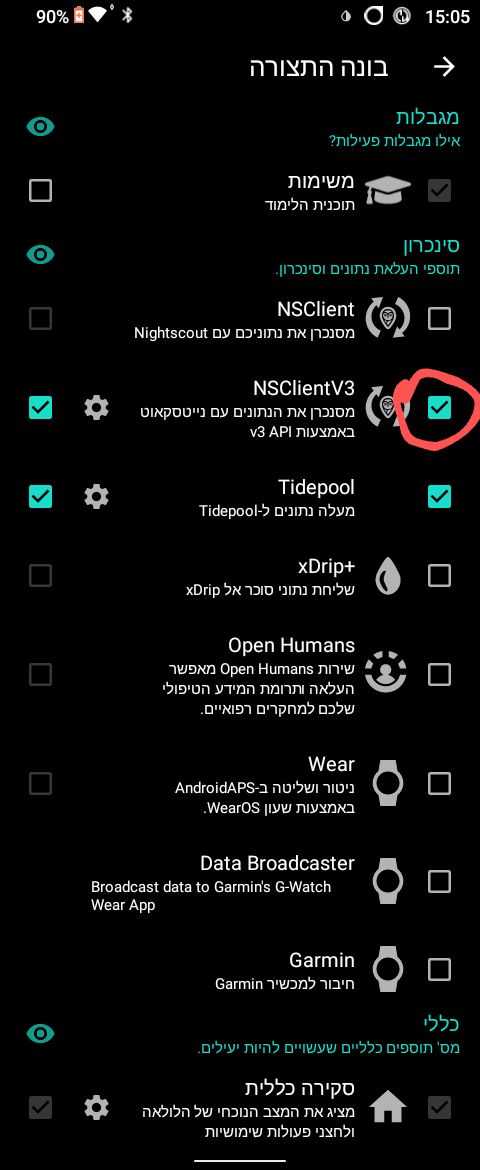 15:05
90%
בונה התצורה
מגבלות
אילו מגבלות פעילות?
משימות
תוכנית הלימוד
סינכרון
תוספי העלאת נתונים וסינכרון.
NSClient
מסנכרן את נתוניכם עם Nightscout
NSClientV3
מסנכרן את הנתונים עם נייטסקאוט
באמצעות v3 API
Tidepool
מעלה נתונים ל-Tidepool
xDrip+
שליחת נתוני סוכר אל xDrip
Open Humans
שירות Open Humans מאפשר
העלאה ותרומת המידע הטיפולי
שלכם למחקרים רפואיים.
Wear
ניטור ושליטה ב-AndroidAPS
באמצעות שעון WearOS.
Data Broadcaster
Broadcast data to Garmin's G-Watch
Wear App
Garmin
חיבור למכשיר Garmin
כללי
מס' תוספים כלליים שעשויים להיות יעילים.
סקירה כללית
מציג את המצב הנוכחי של הלולאה
ולחצני פעולות שימושיות